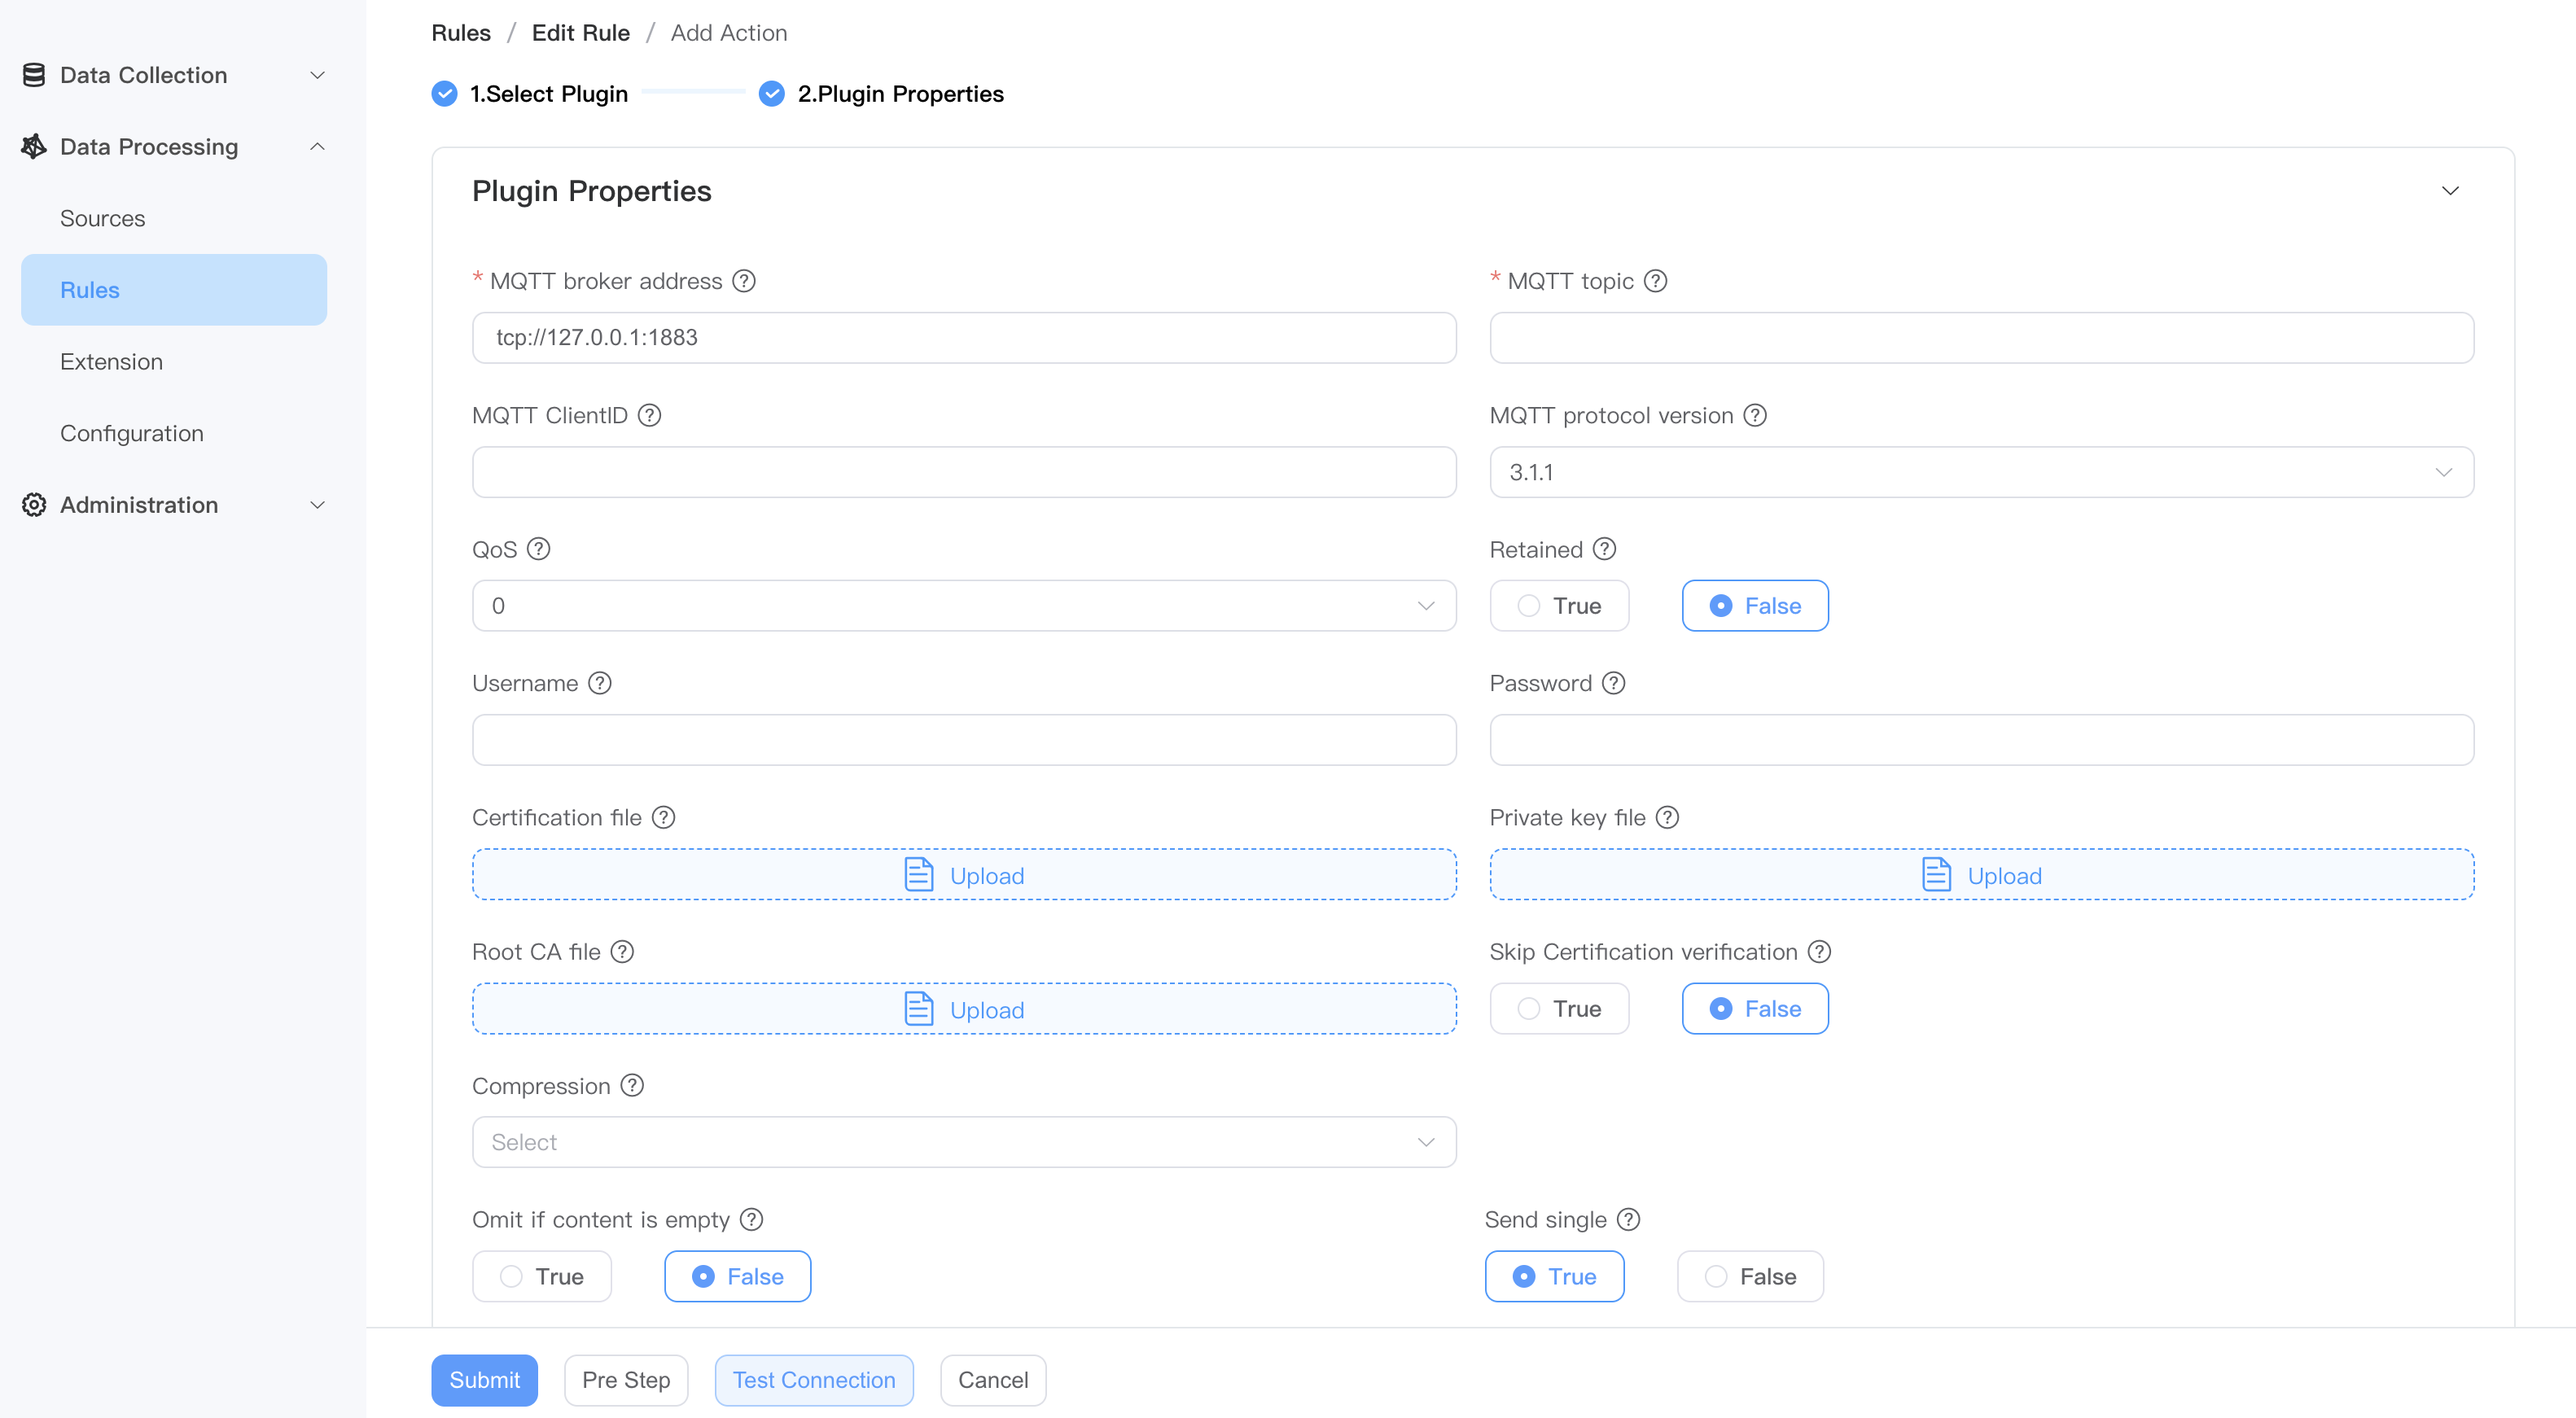 Rules / Edit Rule / Add Action
Data Collection
1.Select Plugin
2.Plugin Properties
Data Processing
Sources
Rules
Extension
Configuration
Administration
Plugin Properties
* MQTT broker address ?
* MQTT topic ?
tcp://127.0.0.1:1883
MQTT ClientID ?
MQTT protocol version ?
3.1.1
QoS ?
Retained ?
0
True
False
Username ?
Password ?
Certification file ?
Private key file ?
Upload
Upload
Root CA file ?
Skip Certification verification ?
Upload
True
False
Compression ?
Select
Omit if content is empty ?
Send single ?
True
False
True
False
Submit
Pre Step
Test Connection
Cancel